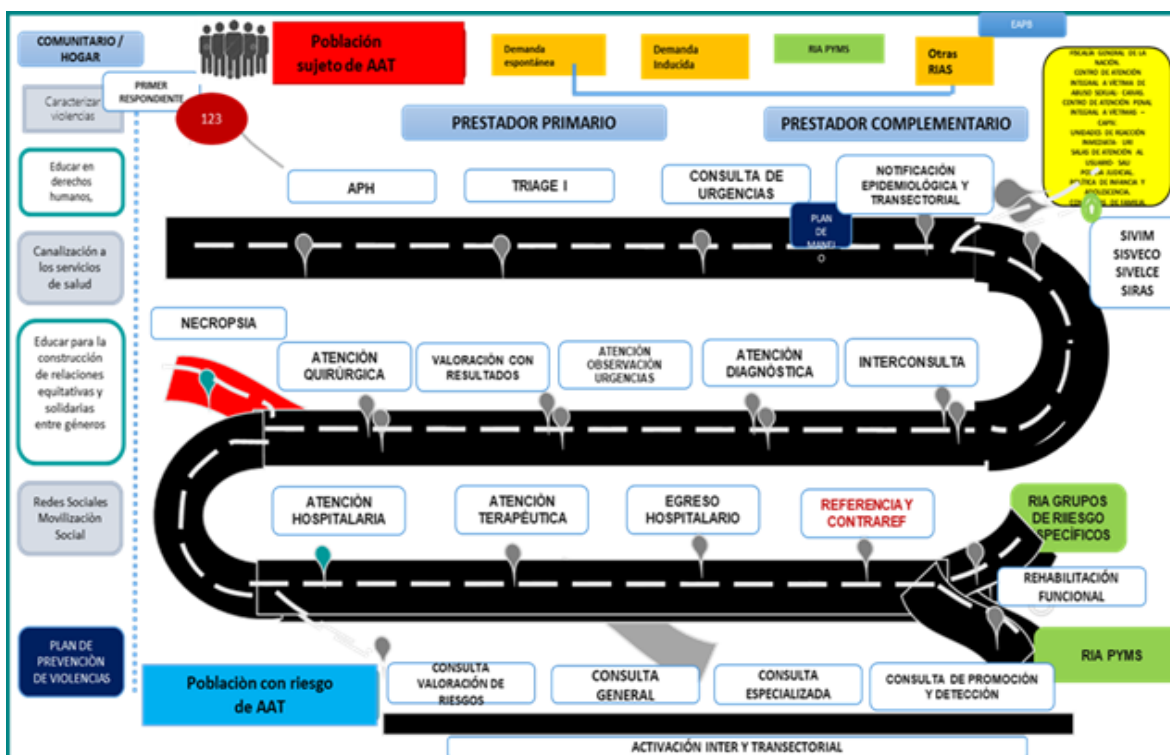 EAPB
COMUNITARIO /
HOGAR
Población
sujeto de AAT
Demanda
espontánea
Demanda
Inducida
RIA PYMS
Otras
RIAS
PRIMER
RESPONDIENTE
123
Caracterizar
violencias
PRESTADOR PRIMARIO
PRESTADOR COMPLEMENTARIO
FISCALIA GENERAL DE LA
NACIÓN.
CENTRO DE ATENCIÓN
INTEGRAL A VÍCTIMA DE
ABUSO SEXUAL- CAIVAS.
CENTRO DE ATENCIÓN PENAL
INTEGRAL A VÍCTIMAS –
CAPIV.
UNIDADES DE REACCIÓN
INMEDIATA- URI
SALAS DE ATENCIÓN AL
USUARIO- SAU
JUDICIAL.
DE INFANCIA Y
ADOLESCENCIA.
Educar en
derechos
humanos,
APH
TRIAGE I
CONSULTA DE
URGENCIAS
NOTIFICACIÓN
EPIDEMIOLÓGICA Y
TRANSECTORIAL
PLAN
DE
MANEJ
O
SIVIM
SISVECO
SIVELCE
SIRAS
Canalización a
los servicios
de salud
NECROPSIA
Educar para la
construcción
de relaciones
equitativas y
solidarias
entre géneros
ATENCIÓN
QUIRÚRGICA
VALORACIÓN CON
RESULTADOS
ATENCIÓN
OBSERVACIÓN
URGENCIAS
ATENCIÓN
DIAGNÓSTICA
INTERCONSULTA
Redes Sociales
Movilización
Social
ATENCIÓN
HOSPITALARIA
ATENCIÓN
TERAPÉUTICA
EGRESO
HOSPITALARIO
REFERENCIA Y
CONTRAREF
RIA GRUPOS
DE RIIESGO
ESPECÍFICOS
REHABILITACIÓN
FUNCIONAL
PLAN DE
PREVENCIÒN
DE VIOLENCIAS
RIA PYMS
Poblaciòn con riesgo
de AAT
CONSULTA
VALORACIÓN DE
RIESGOS
CONSULTA
GENERAL
CONSULTA
ESPECIALIZADA
CONSULTA DE PROMOCIÓN
Y DETECCIÓN
ACTIVACIÓN INTER Y TRANSECTORIAL